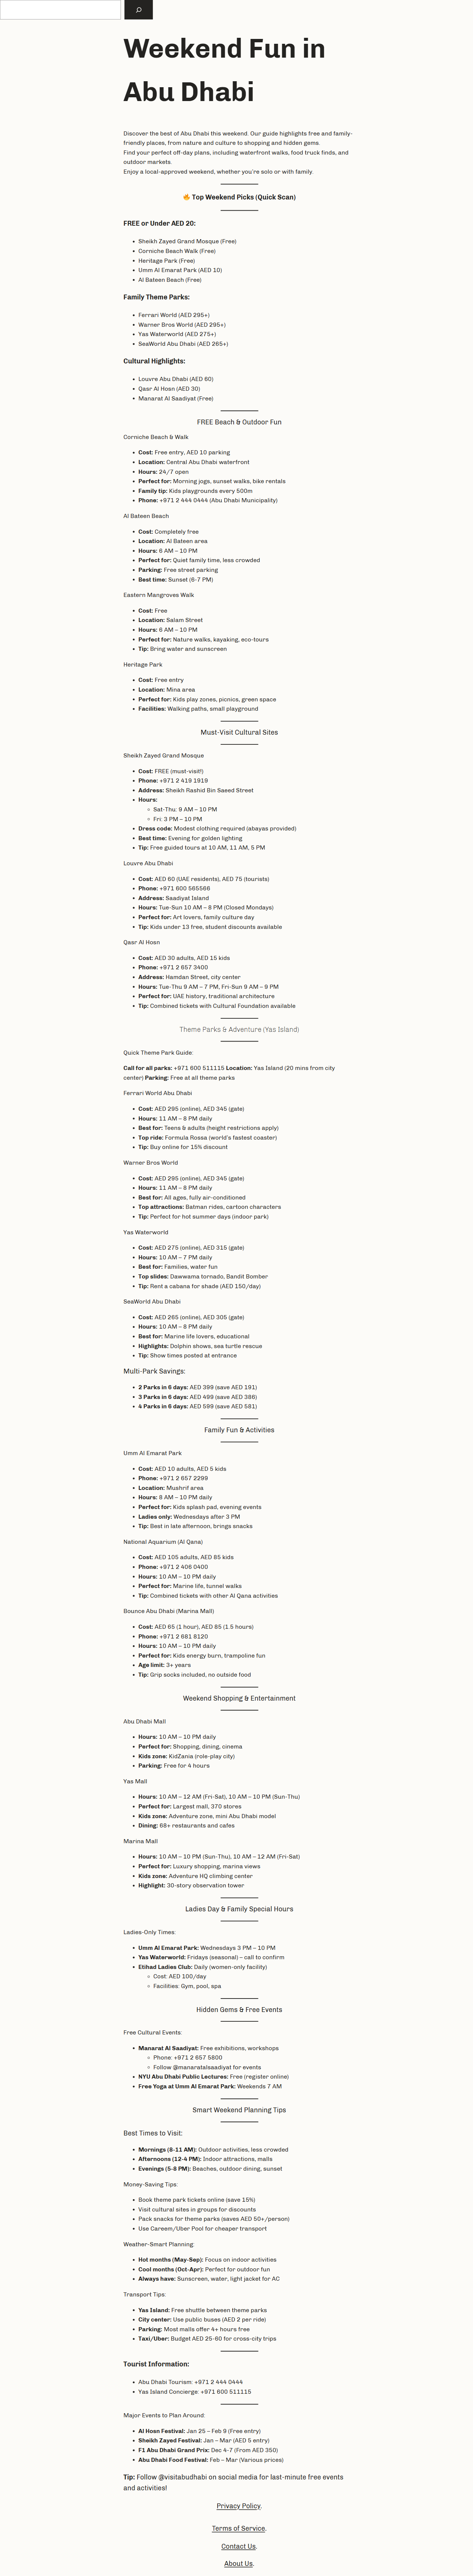 Weekend Fun in
Abu Dhabi
Discover the best of Abu Dhabi this weekend. Our guide highlights free and family-
friendly places, from nature and culture to shopping and hidden gems.
Find your perfect off-day plans, including waterfront walks, food truck finds, and
outdoor markets.
Enjoy a local-approved weekend, whether you're solo or with family.
🔥 Top Weekend Picks (Quick Scan)
FREE or Under AED 20:
Sheikh Zayed Grand Mosque (Free)
Corniche Beach Walk (Free)
Heritage Park (Free)
Umm Al Emarat Park (AED 10)
Al Bateen Beach (Free)
Family Theme Parks:
Ferrari World (AED 295+)
Warner Bros World (AED 295+)
Yas Waterworld (AED 275+)
SeaWorld Abu Dhabi (AED 265+)
Cultural Highlights:
Louvre Abu Dhabi (AED 60)
Qasr Al Hosn (AED 30)
Manarat Al Saadiyat (Free)
FREE Beach & Outdoor Fun
Corniche Beach & Walk
Cost: Free entry, AED 10 parking
Location: Central Abu Dhabi waterfront
Hours: 24/7 open
Perfect for: Morning jogs, sunset walks, bike rentals
Family tip: Kids playgrounds every 500m
Phone: +971 2 444 0444 (Abu Dhabi Municipality)
Al Bateen Beach
Cost: Completely free
Location: Al Bateen area
Hours: 6 AM – 10 PM
Perfect for: Quiet family time, less crowded
Parking: Free street parking
Best time: Sunset (6-7 PM)
Eastern Mangroves Walk
Cost: Free
Location: Salam Street
Hours: 6 AM – 10 PM
Perfect for: Nature walks, kayaking, eco-tours
Tip: Bring water and sunscreen
Heritage Park
Cost: Free entry
Location: Mina area
Perfect for: Kids play zones, picnics, green space
Facilities: Walking paths, small playground
Must-Visit Cultural Sites
Sheikh Zayed Grand Mosque
Cost: FREE (must-visit!)
Phone: +971 2 419 1919
Address: Sheikh Rashid Bin Saeed Street
Hours:
Sat-Thu: 9 AM – 10 PM
Fri: 3 PM – 10 PM
Dress code: Modest clothing required (abayas provided)
Best time: Evening for golden lighting
Tip: Free guided tours at 10 AM, 11 AM, 5 PM
Louvre Abu Dhabi
Cost: AED 60 (UAE residents), AED 75 (tourists)
Phone: +971 600 565566
Address: Saadiyat Island
Hours: Tue-Sun 10 AM – 8 PM (Closed Mondays)
Perfect for: Art lovers, family culture day
Tip: Kids under 13 free, student discounts available
Qasr Al Hosn
Cost: AED 30 adults, AED 15 kids
Phone: +971 2 657 3400
Address: Hamdan Street, city center
Hours: Tue-Thu 9 AM – 7 PM, Fri-Sun 9 AM – 9 PM
Perfect for: UAE history, traditional architecture
Tip: Combined tickets with Cultural Foundation available
Theme Parks & Adventure (Yas Island)
Quick Theme Park Guide:
Call for all parks: +971 600 511115 Location: Yas Island (20 mins from city
center) Parking: Free at all theme parks
Ferrari World Abu Dhabi
Cost: AED 295 (online), AED 345 (gate)
Hours: 11 AM – 8 PM daily
Best for: Teens & adults (height restrictions apply)
Top ride: Formula Rossa (world's fastest coaster)
Tip: Buy online for 15% discount
Warner Bros World
Cost: AED 295 (online), AED 345 (gate)
Hours: 11 AM – 8 PM daily
Best for: All ages, fully air-conditioned
Top attractions: Batman rides, cartoon characters
Tip: Perfect for hot summer days (indoor park)
Yas Waterworld
Cost: AED 275 (online), AED 315 (gate)
Hours: 10 AM – 7 PM daily
Best for: Families, water fun
Top slides: Dawwama tornado, Bandit Bomber
Tip: Rent a cabana for shade (AED 150/day)
SeaWorld Abu Dhabi
Cost: AED 265 (online), AED 305 (gate)
Hours: 10 AM – 8 PM daily
Best for: Marine life lovers, educational
Highlights: Dolphin shows, sea turtle rescue
Tip: Show times posted at entrance
Multi-Park Savings:
2 Parks in 6 days: AED 399 (save AED 191)
3 Parks in 6 days: AED 499 (save AED 386)
4 Parks in 6 days: AED 599 (save AED 581)
Family Fun & Activities
Umm Al Emarat Park
Cost: AED 10 adults, AED 5 kids
Phone: +971 2 657 2299
Location: Mushrif area
Hours: 8 AM – 10 PM daily
Perfect for: Kids splash pad, evening events
Ladies only: Wednesdays after 3 PM
Tip: Best in late afternoon, brings snacks
National Aquarium (Al Qana)
Cost: AED 105 adults, AED 85 kids
Phone: +971 2 406 0400
Hours: 10 AM – 10 PM daily
Perfect for: Marine life, tunnel walks
Tip: Combined tickets with other Al Qana activities
Bounce Abu Dhabi (Marina Mall)
Cost: AED 65 (1 hour), AED 85 (1.5 hours)
Phone: +971 2 681 8120
Hours: 10 AM – 10 PM daily
Perfect for: Kids energy burn, trampoline fun
Age limit: 3+ years
Tip: Grip socks included, no outside food
Weekend Shopping & Entertainment
Abu Dhabi Mall
Hours: 10 AM – 10 PM daily
Perfect for: Shopping, dining, cinema
Kids zone: KidZania (role-play city)
Parking: Free for 4 hours
Yas Mall
Hours: 10 AM – 12 AM (Fri-Sat), 10 AM – 10 PM (Sun-Thu)
Perfect for: Largest mall, 370 stores
Kids zone: Adventure zone, mini Abu Dhabi model
Dining: 68+ restaurants and cafes
Marina Mall
Hours: 10 AM – 10 PM (Sun-Thu), 10 AM – 12 AM (Fri-Sat)
Perfect for: Luxury shopping, marina views
Kids zone: Adventure HQ climbing center
Highlight: 30-story observation tower
Ladies Day & Family Special Hours
Ladies-Only Times:
Umm Al Emarat Park: Wednesdays 3 PM – 10 PM
Yas Waterworld: Fridays (seasonal) – call to confirm
Etihad Ladies Club: Daily (women-only facility)
Cost: AED 100/day
Facilities: Gym, pool, spa
Hidden Gems & Free Events
Free Cultural Events:
Manarat Al Saadiyat: Free exhibitions, workshops
Phone: +971 2 657 5800
Follow @manaratalsaadiyat for events
NYU Abu Dhabi Public Lectures: Free (register online)
Free Yoga at Umm Al Emarat Park: Weekends 7 AM
Smart Weekend Planning Tips
Best Times to Visit:
Mornings (8-11 AM): Outdoor activities, less crowded
Afternoons (12-4 PM): Indoor attractions, malls
Evenings (5-8 PM): Beaches, outdoor dining, sunset
Money-Saving Tips:
Book theme park tickets online (save 15%)
Visit cultural sites in groups for discounts
Pack snacks for theme parks (saves AED 50+/person)
Use Careem/Uber Pool for cheaper transport
Weather-Smart Planning:
Hot months (May-Sep): Focus on indoor activities
Cool months (Oct-Apr): Perfect for outdoor fun
Always have: Sunscreen, water, light jacket for AC
Transport Tips:
Yas Island: Free shuttle between theme parks
City center: Use public buses (AED 2 per ride)
Parking: Most malls offer 4+ hours free
Taxi/Uber: Budget AED 25-60 for cross-city trips
Tourist Information:
Abu Dhabi Tourism: +971 2 444 0444
Yas Island Concierge: +971 600 511115
Major Events to Plan Around:
Al Hosn Festival: Jan 25 – Feb 9 (Free entry)
Sheikh Zayed Festival: Jan – Mar (AED 5 entry)
F1 Abu Dhabi Grand Prix: Dec 4-7 (From AED 350)
Abu Dhabi Food Festival: Feb – Mar (Various prices)
Tip: Follow @visitabudhabi on social media for last-minute free events
and activities!
Privacy Policy.
Terms of Service.
Contact Us.
About Us.